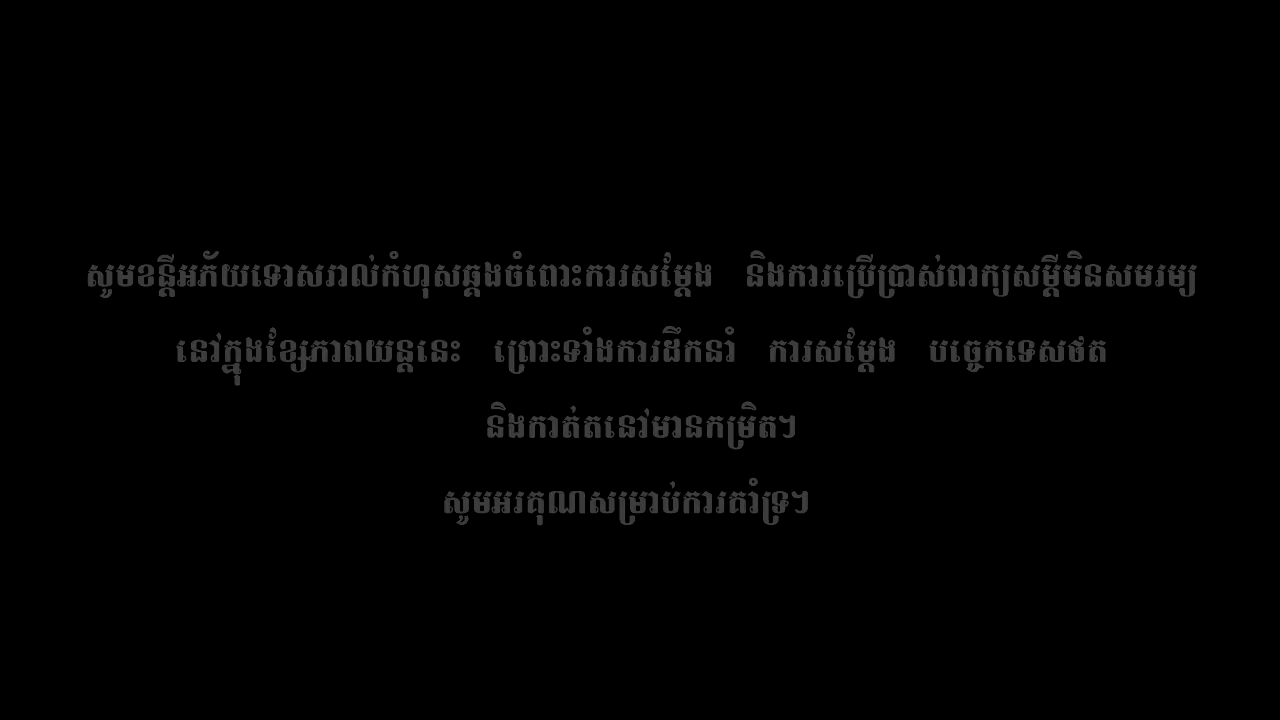 សូមខន្តីអភ័យទោសរាល់កំហុសឆ្គងចំពោះការសម្តែង និងការប្រើប្រាស់ពាក្យសម្តីមិនសមរម្យ
នៅក្នុងខ្សែភាពយន្តនេះ ព្រោះទាំងការដឹកនាំ ការសម្តែង បច្ចេកទេសថត
និងកាត់តនៅមានកម្រិត។
សូមអរគុណសម្រាប់ការគាំទ្រ។